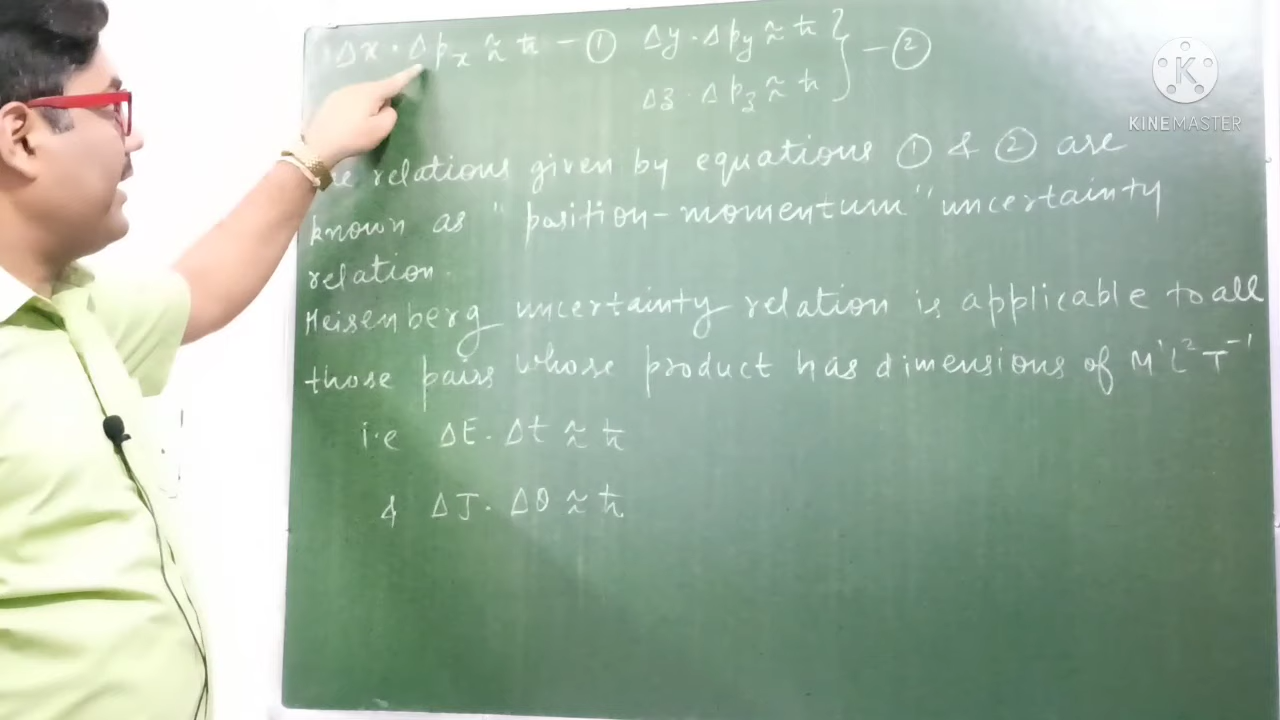 Δx · Δpx ≈ ħ – ① Δy · Δpy ≈ ħ } – ②
Δz · Δpz ≈ ħ
relations given by equations ① & ② are
known as "position-momentum" uncertainty
relation.
Heisenberg uncertainty relation is applicable to all
those pairs whose product has dimensions of M¹L²T⁻¹
i.e ΔE · Δt ≈ ħ
& ΔJ · Δθ ≈ ħ
K
KINEMASTER